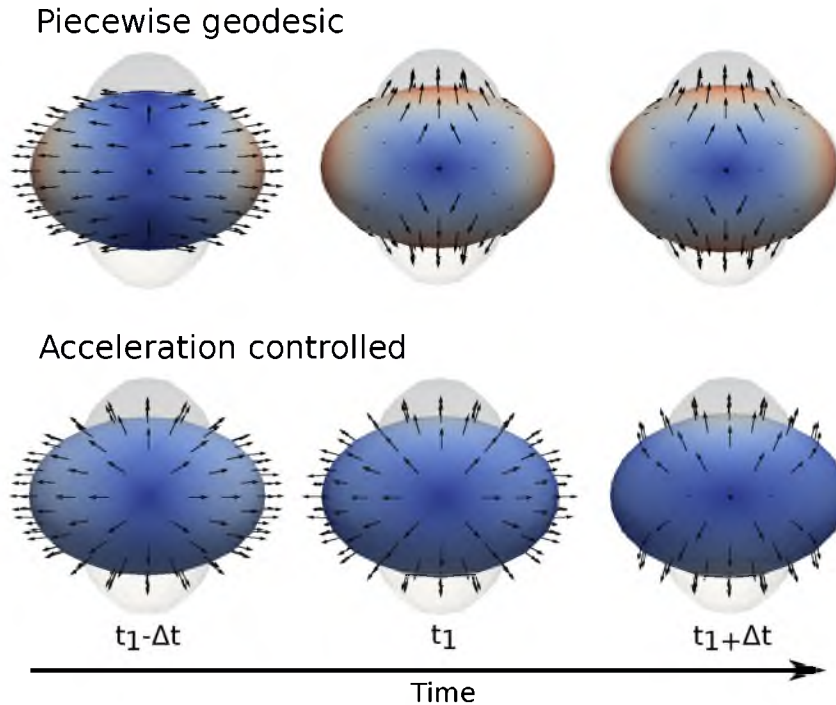 Piecewise geodesic
Acceleration controlled
t1-Δt
t1
t1+Δt
Time